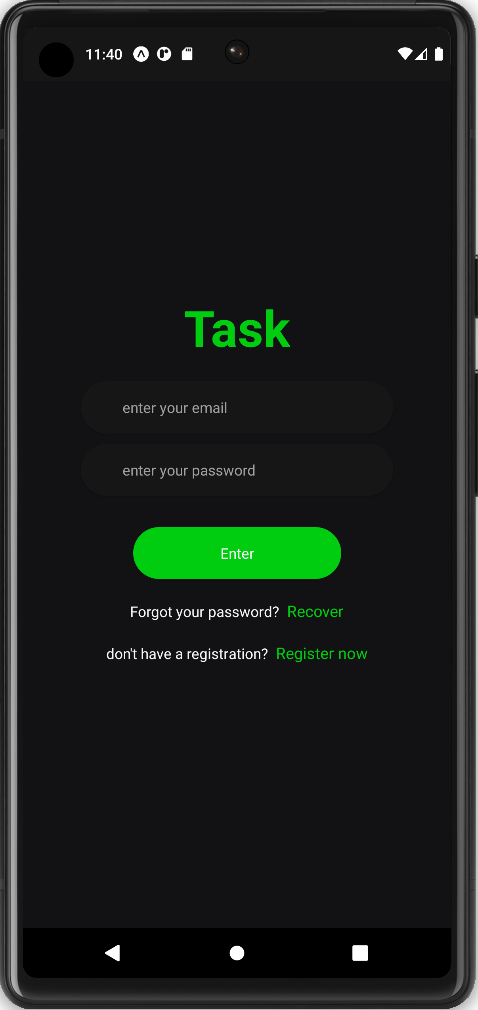 11:40
Task
enter your email
enter your password
Enter
Forgot your password? Recover
don't have a registration? Register now